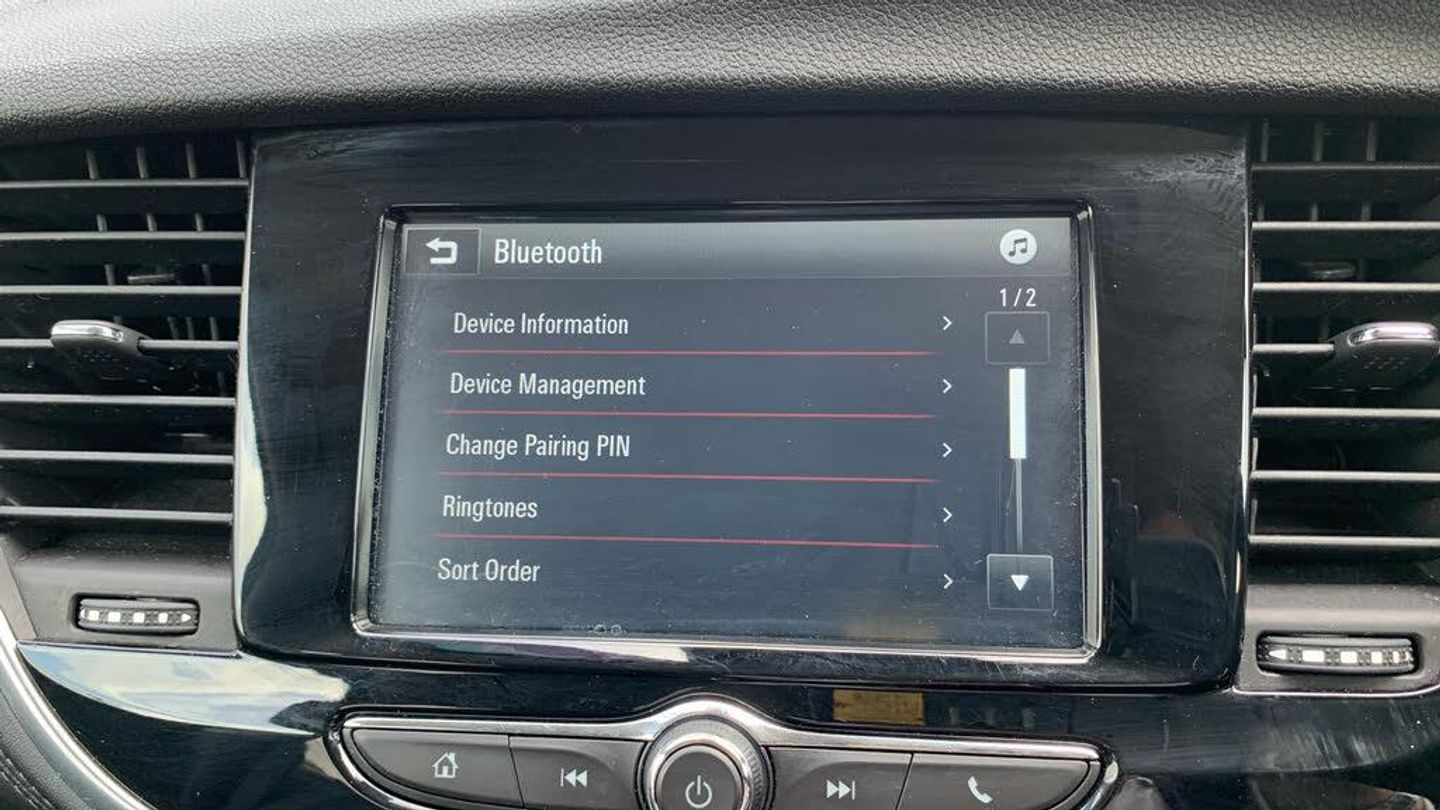 Bluetooth
1/2
Device Information
Device Management
Change Pairing PIN
Ringtones
Sort Order